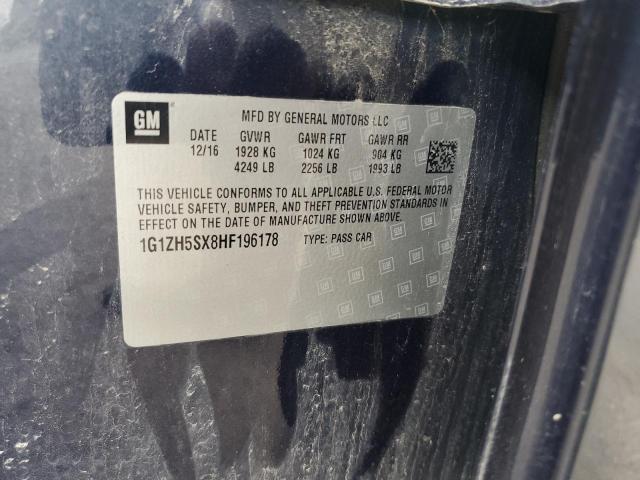 GM
MFD BY GENERAL MOTORS LLC
DATE GVWR GAWR FRT GAWR RR
12/16 1928 KG 1024 KG 904 KG
4249 LB 2256 LB 1993 LB
THIS VEHICLE CONFORMS TO ALL APPLICABLE U.S. FEDERAL MOTOR
VEHICLE SAFETY, BUMPER, AND THEFT PREVENTION STANDARDS IN
EFFECT ON THE DATE OF MANUFACTURE SHOWN ABOVE.
1G1ZH5SX8HF196178 TYPE: PASS CAR